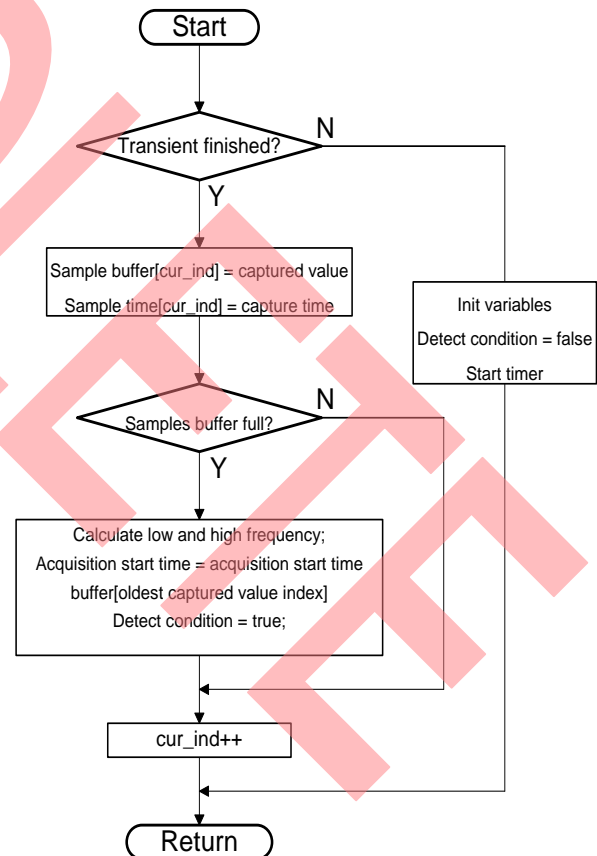 Start
Transient finished?
N
Y
Sample buffer[cur_ind] = captured value
Sample time[cur_ind] = capture time
Init variables
Detect condition = false
Start timer
Samples buffer full?
N
Y
Calculate low and high frequency;
Acquisition start time = acquisition start time
buffer[oldest captured value index]
Detect condition = true;
cur_ind++
Return